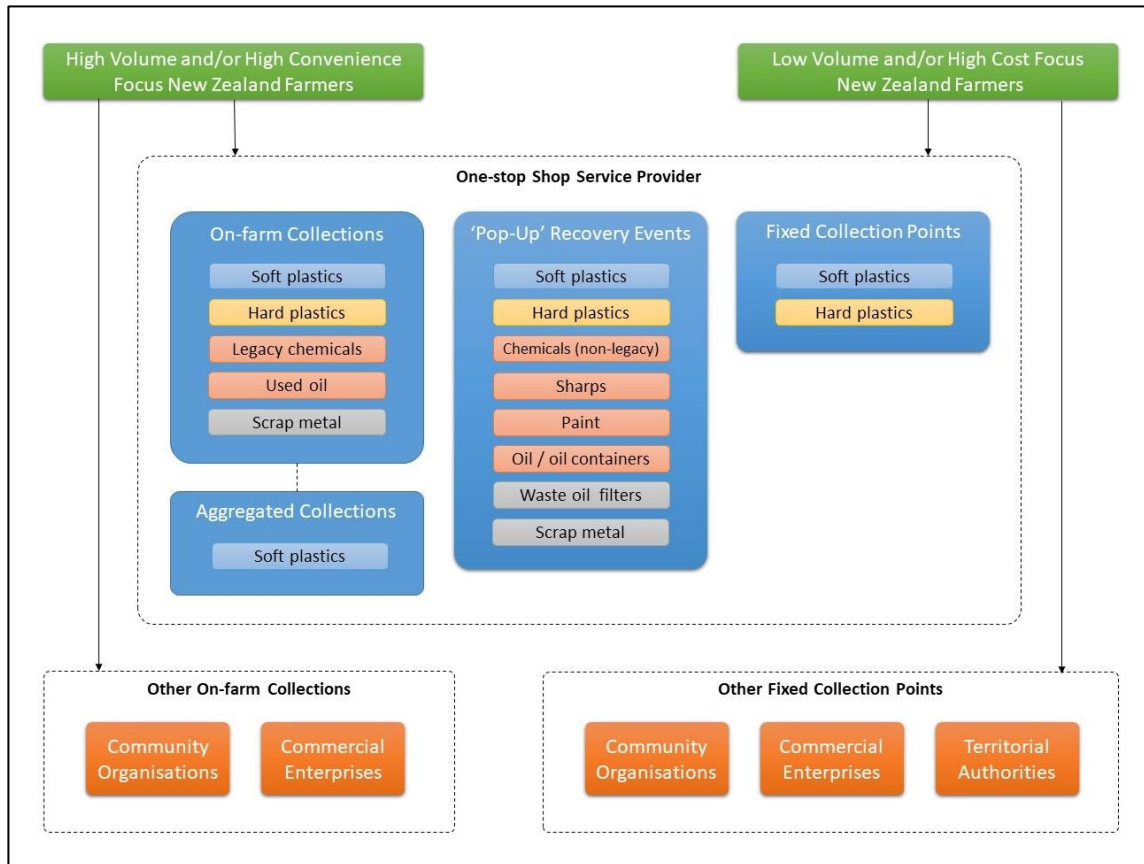 High Volume and/or High Convenience
Focus New Zealand Farmers
Low Volume and/or High Cost Focus
New Zealand Farmers
One-stop Shop Service Provider
On-farm Collections
Soft plastics
Hard plastics
Legacy chemicals
Used oil
Scrap metal
Aggregated Collections
Soft plastics
‘Pop-Up’ Recovery Events
Soft plastics
Hard plastics
Chemicals (non-legacy)
Sharps
Paint
Oil / oil containers
Waste oil filters
Scrap metal
Fixed Collection Points
Soft plastics
Hard plastics
Other On-farm Collections
Community
Organisations
Commercial
Enterprises
Other Fixed Collection Points
Community
Organisations
Commercial
Enterprises
Territorial
Authorities